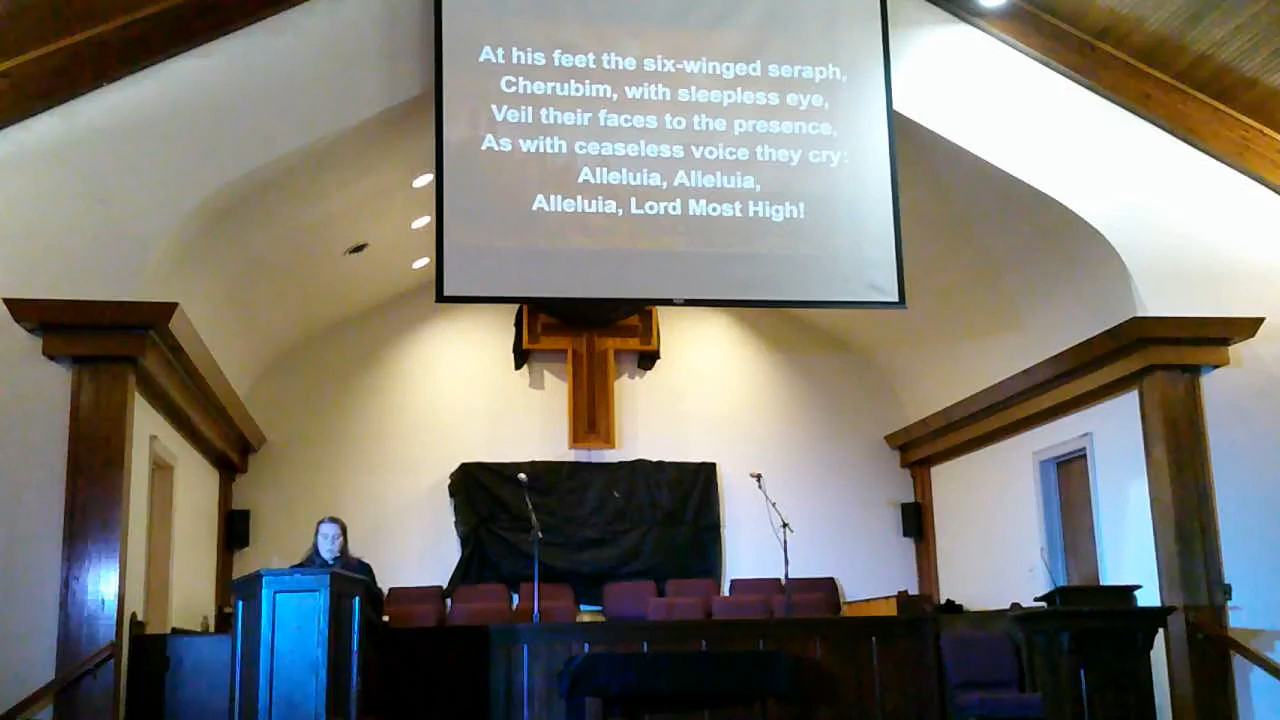 At his feet the six-winged seraph,
Cherubim, with sleepless eye,
Veil their faces to the presence,
As with ceaseless voice they cry:
Alleluia, Alleluia,
Alleluia, Lord Most High!